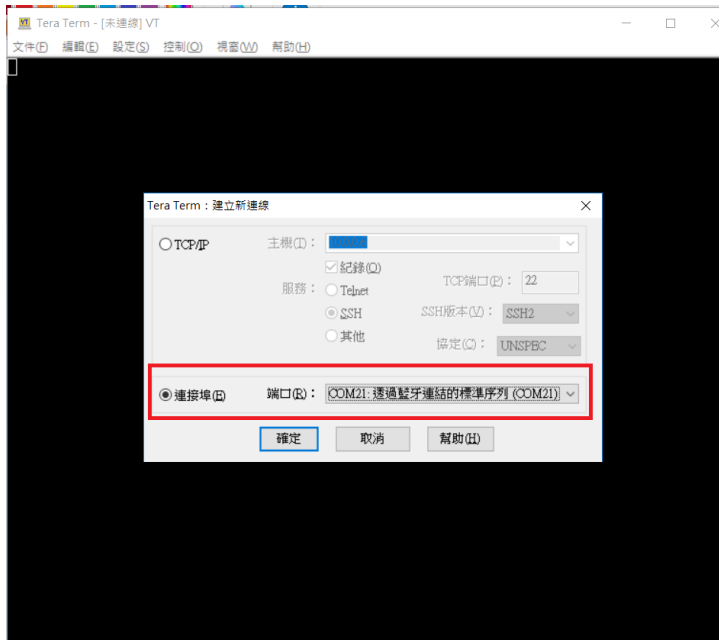 VT Tera Term - [未連線] VT
文件(F) 編輯(E) 設定(S) 控制(O) 視窗(W) 幫助(H)
Tera Term：建立新連線
TCP/IP
主機(T)：
紀錄(O)
服務：
Telnet
TCP端口(P)：
22
SSH
SSH版本(V)：
SSH2
其他
協定(C)：
UNSPEC
連接埠(E)
端口(R)：
COM21: 透過藍牙連結的標準序列 (COM21)
確定
取消
幫助(H)